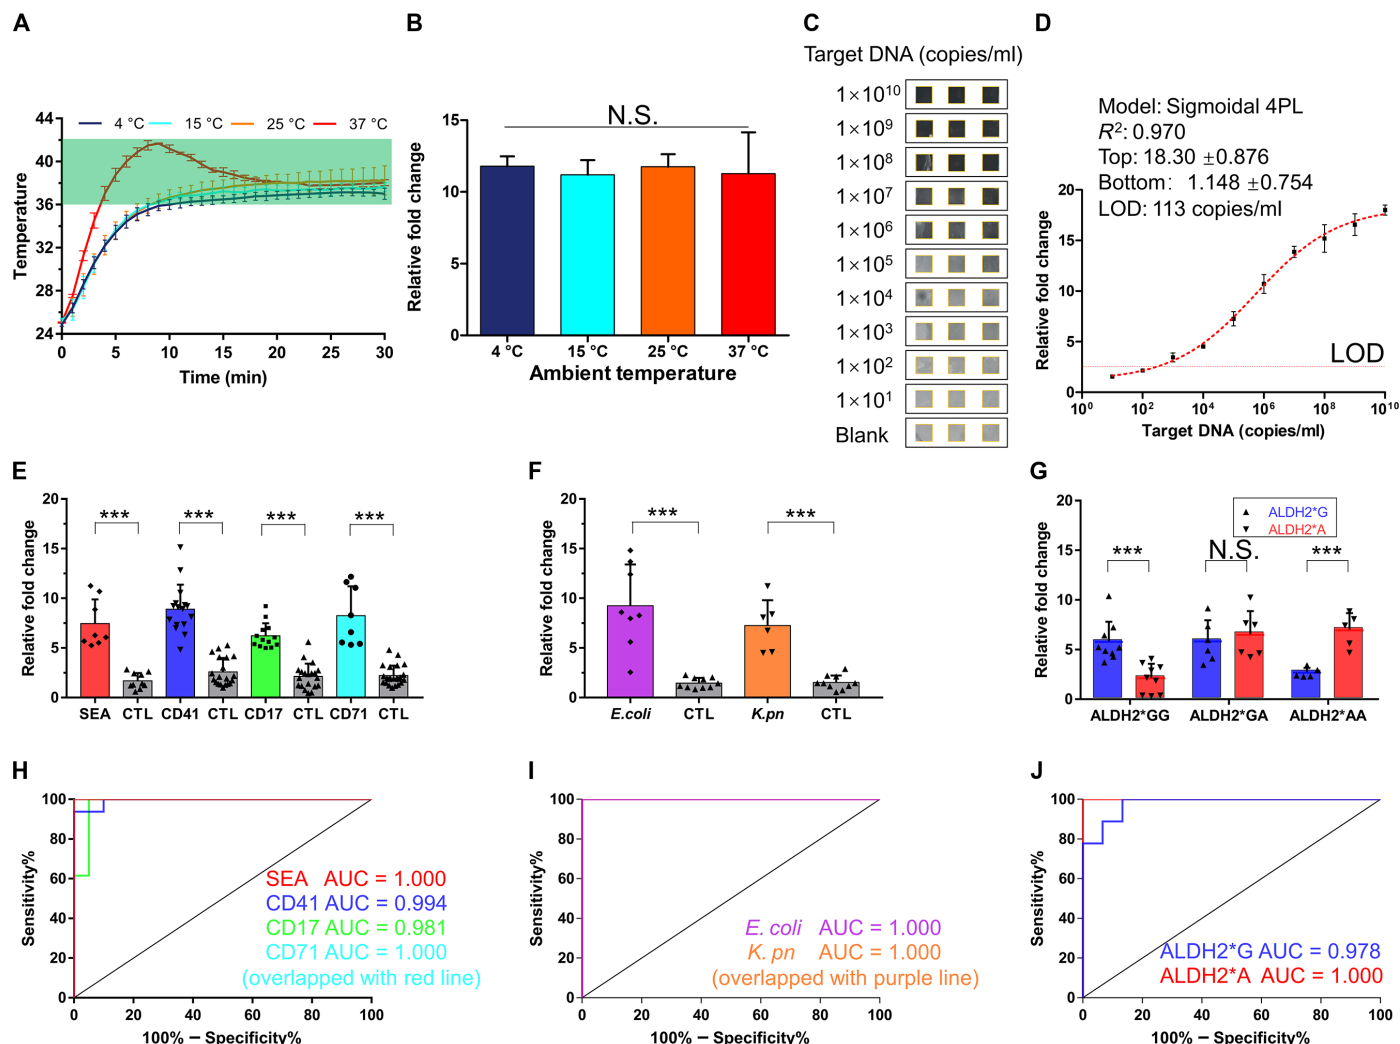 A
44
40
36
32
28
24
Temperature
4 °C
15 °C
25 °C
37 °C
0
5
10
15
20
25
30
Time (min)
B
15
10
5
0
Relative fold change
N.S.
4 °C
15 °C
25 °C
37 °C
Ambient temperature
C
Target DNA (copies/ml)
1×10¹⁰
1×10⁹
1×10⁸
1×10⁷
1×10⁶
1×10⁵
1×10⁴
1×10³
1×10²
1×10¹
Blank
D
Model: Sigmoidal 4PL
R²: 0.970
Top: 18.30 ±0.876
Bottom: 1.148 ±0.754
LOD: 113 copies/ml
20
15
10
5
0
Relative fold change
LOD
10⁰
10²
10⁴
10⁶
10⁸
10¹⁰
Target DNA (copies/ml)
E
20
15
10
5
0
Relative fold change
***
***
***
***
SEA
CTL
CD41
CTL
CD17
CTL
CD71
CTL
F
20
15
10
5
0
Relative fold change
***
***
E.coli
CTL
K.pn
CTL
G
20
15
10
5
0
Relative fold change
ALDH2*G
ALDH2*A
***
N.S.
***
ALDH2*GG
ALDH2*GA
ALDH2*AA
H
100
80
60
40
20
0
Sensitivity%
SEA AUC = 1.000
CD41 AUC = 0.994
CD17 AUC = 0.981
CD71 AUC = 1.000
(overlapped with red line)
0
20
40
60
80
100
100% – Specificity%
I
100
80
60
40
20
0
Sensitivity%
E. coli AUC = 1.000
K. pn AUC = 1.000
(overlapped with purple line)
0
20
40
60
80
100
100% – Specificity%
J
100
80
60
40
20
0
Sensitivity%
ALDH2*G AUC = 0.978
ALDH2*A AUC = 1.000
0
20
40
60
80
100
100% – Specificity%